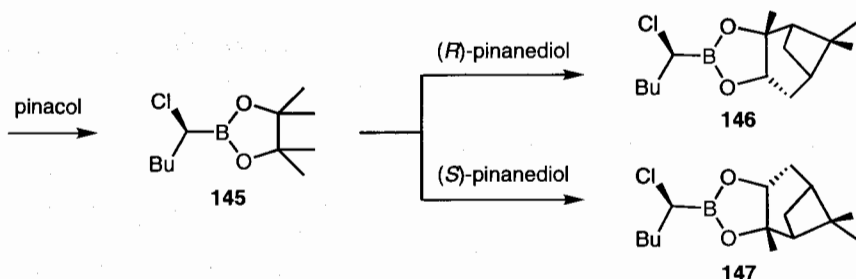 pinacol
Cl
Bu
B
O
O
145
(R)-pinanediol
Cl
Bu
B
O
O
146
(S)-pinanediol
Cl
Bu
B
O
O
147